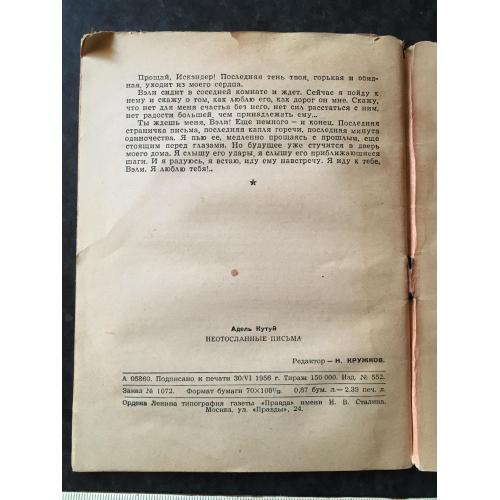 Прощай, Искэндер! Последняя тень твоя, горькая и обид-
ная, уходит из моего сердца.
Вэли сидит в соседней комнате и ждет. Сейчас я пойду к
нему и скажу о том, как люблю его, как дорог он мне. Скажу,
что нет для меня счастья без него, нет сил расстаться с ним,
нет радости большей, чем принадлежать ему...
Ты ждешь меня, Вэли! Еще немного — и конец. Последняя
страничка письма, последняя капля горечи, последняя минута
одиночества. Я пью ее, медленно прощаясь с прошлым, еще
стоящим перед глазами. Но будущее уже стучится в дверь
моего дома. Я слышу его удары, я слышу его приближающиеся
шаги. И я радуюсь, я встаю, иду ему навстречу. Я иду к тебе,
Вэли. Я люблю тебя!..
*
Адель Кутуй
НЕОТОСЛАННЫЕ ПИСЬМА
Редактор — Н. КРУЖКОВ.
А 05860. Подписано к печати 30/VI 1956 г. Тираж 150 000. Изд. № 552.
Заказ № 1072. Формат бумаги 70×108¹/₃₂. 0,87 бум. л.— 2,33 печ. л.
Ордена Ленина типография газеты «Правда» имени И. В. Сталина.
Москва, ул. «Правды», 24.